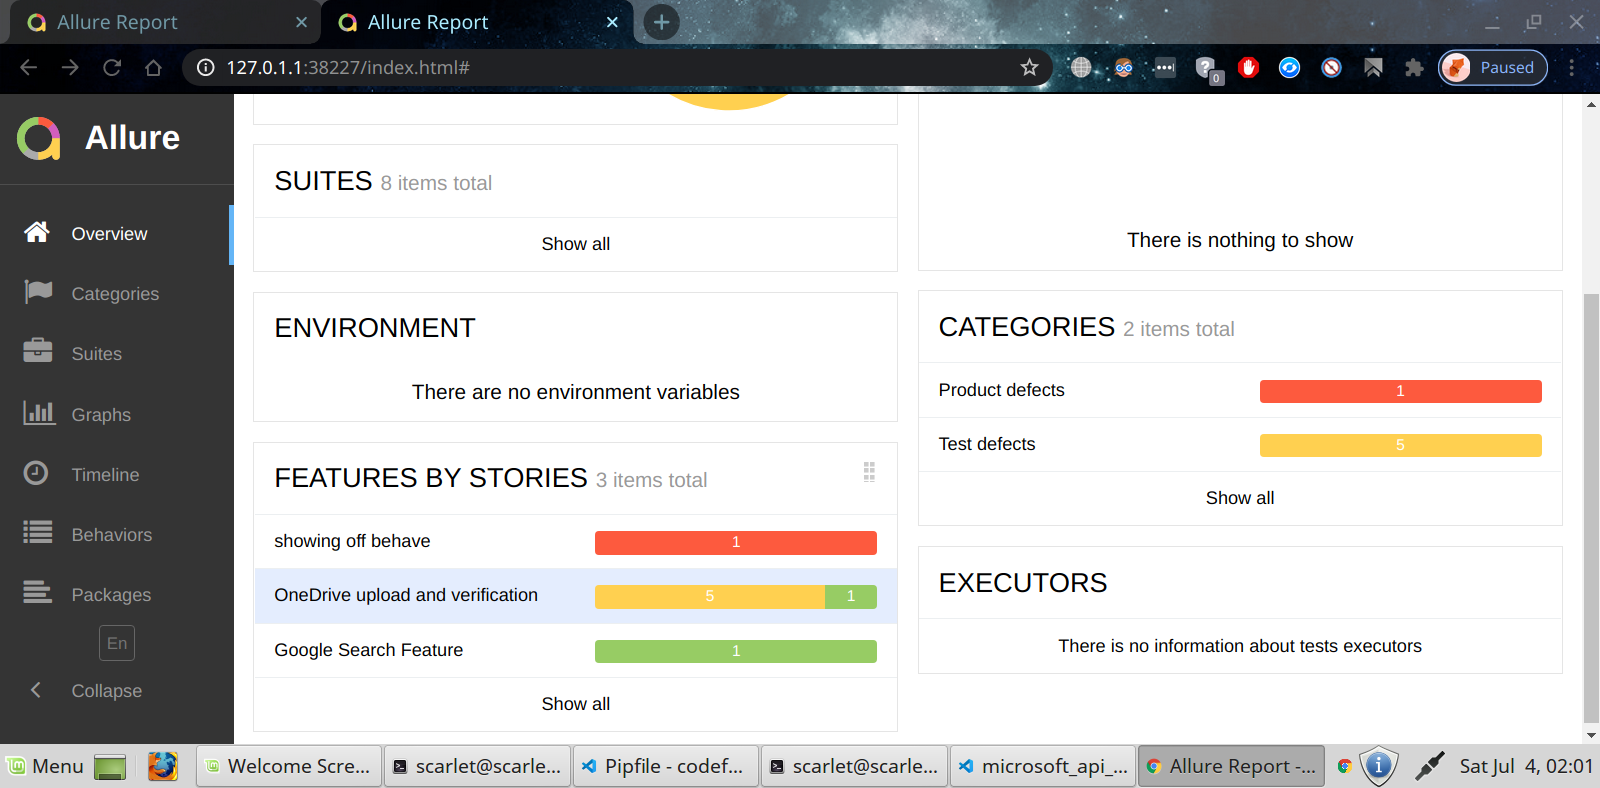 Allure Report
Allure Report
127.0.1.1:38227/index.html#
0
Paused
Allure
Overview
Categories
Suites
Graphs
Timeline
Behaviors
Packages
En
Collapse
SUITES 8 items total
Show all
ENVIRONMENT
There are no environment variables
FEATURES BY STORIES 3 items total
showing off behave 1
OneDrive upload and verification 5 1
Google Search Feature 1
Show all
There is nothing to show
CATEGORIES 2 items total
Product defects 1
Test defects 5
Show all
EXECUTORS
There is no information about tests executors
Menu
Welcome Scre...
scarlet@scarle...
Pipfile - codef...
scarlet@scarle...
microsoft_api_...
Allure Report -...
Sat Jul 4, 02:01